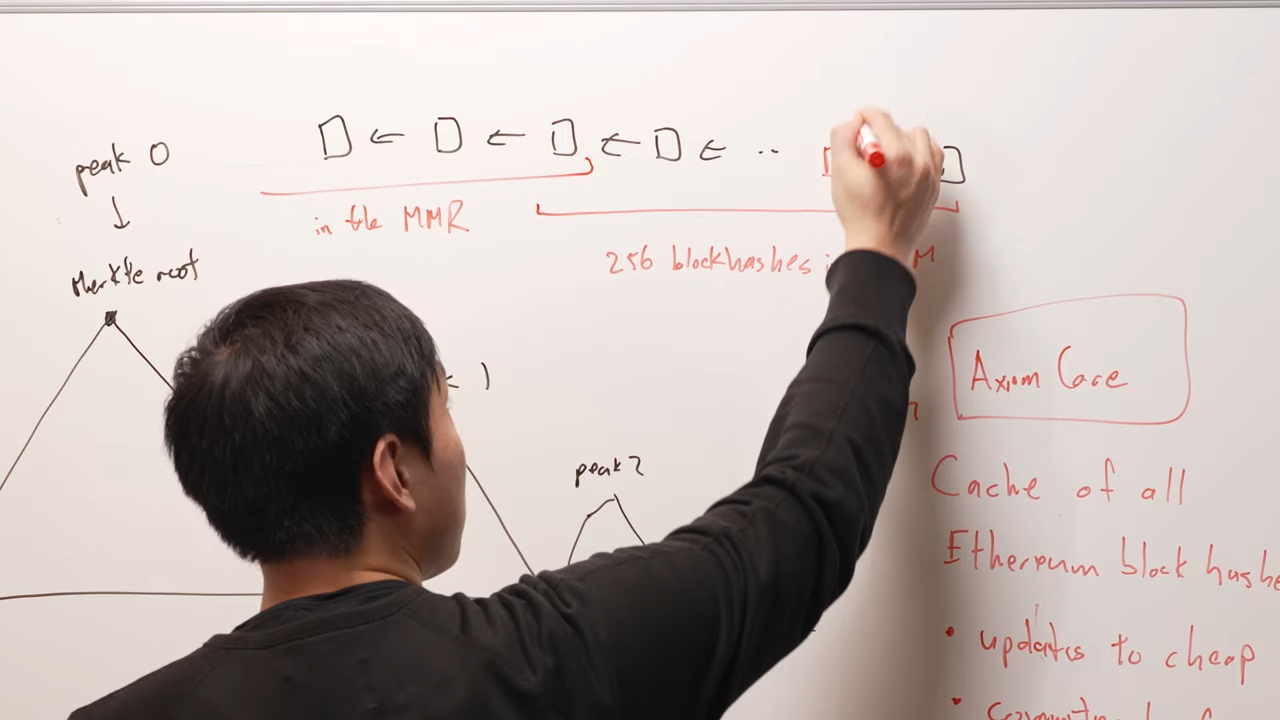 peak 0
in the MMR
256 blockhashes
Merkle root
Axiom Core
peak 2
Cache of all
Ethereum block hashe
• updates to cheap